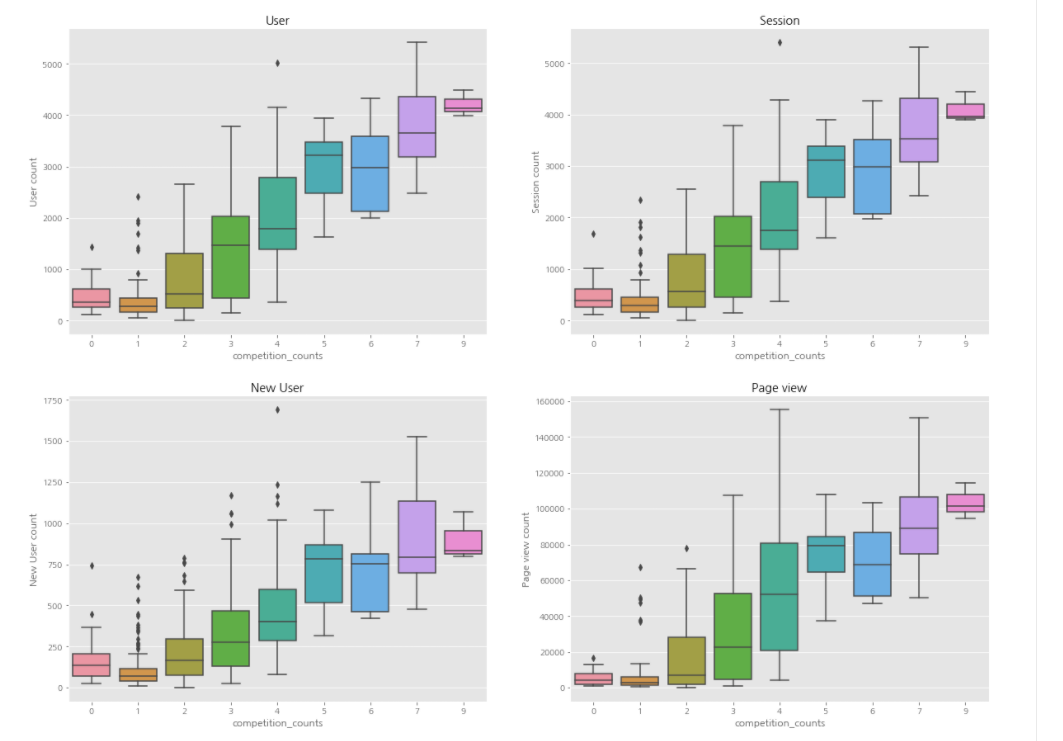 User
User count
5000
4000
3000
2000
1000
0
0 1 2 3 4 5 6 7 9
competition_counts
Session
Session count
5000
4000
3000
2000
1000
0
0 1 2 3 4 5 6 7 9
competition_counts
New User
New User count
1750
1500
1250
1000
750
500
250
0
0 1 2 3 4 5 6 7 9
competition_counts
Page view
Page view count
160000
140000
120000
100000
80000
60000
40000
20000
0
0 1 2 3 4 5 6 7 9
competition_counts